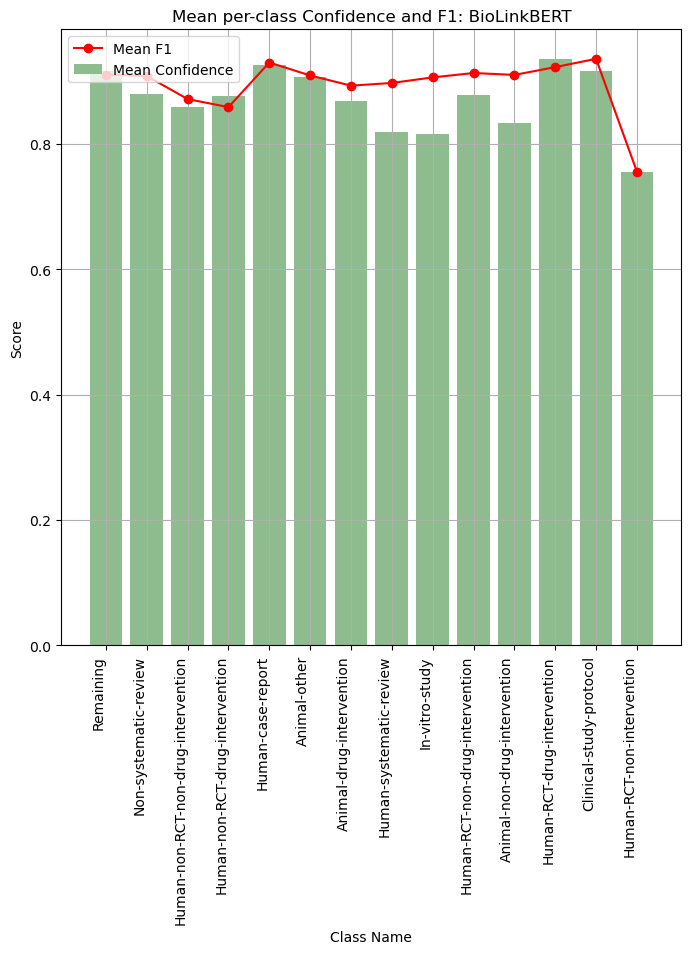 Mean per-class Confidence and F1: BioLinkBERT
Mean F1
Mean Confidence
0.8
0.6
0.4
0.2
0.0
Score
Remaining
Non-systematic-review
Human-non-RCT-non-drug-intervention
Human-non-RCT-drug-intervention
Human-case-report
Animal-other
Animal-drug-intervention
Human-systematic-review
In-vitro-study
Human-RCT-non-drug-intervention
Animal-non-drug-intervention
Human-RCT-drug-intervention
Clinical-study-protocol
Human-RCT-non-intervention
Class Name